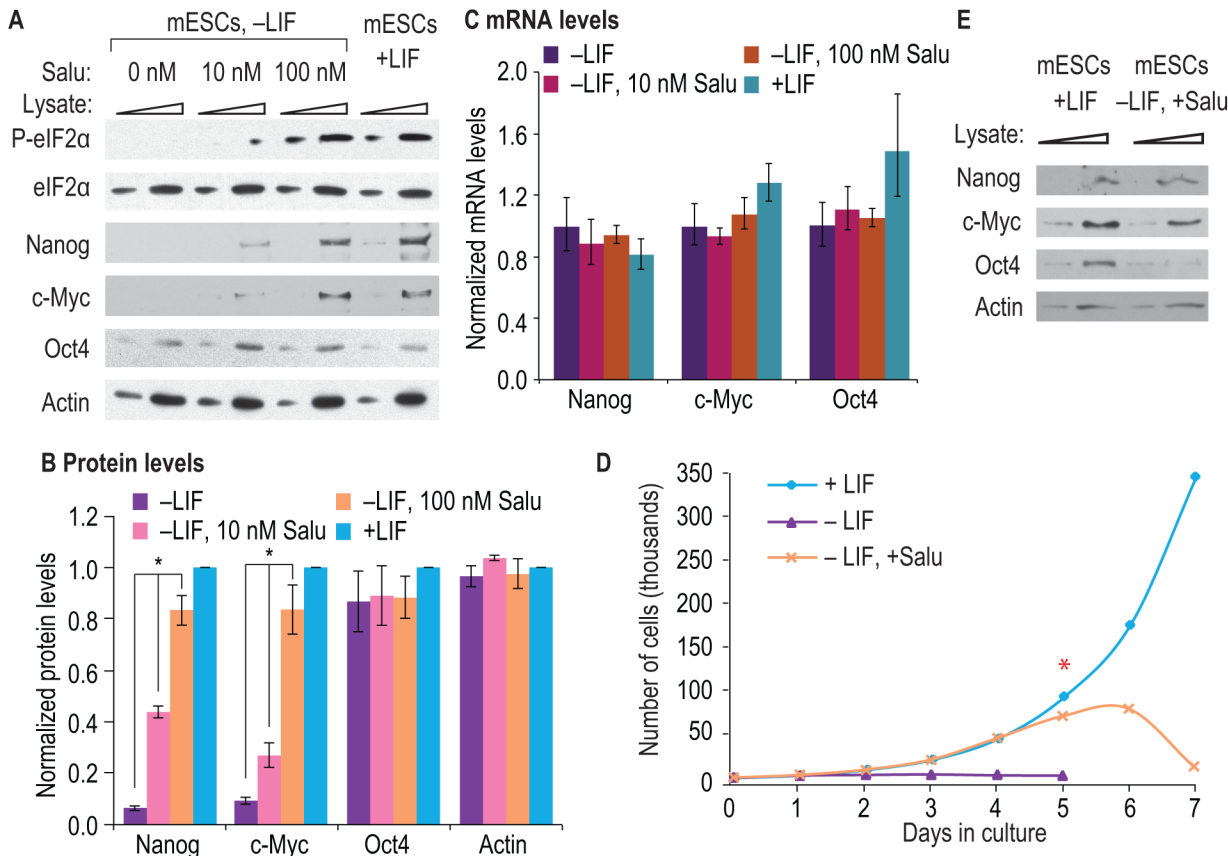 A
mESCs, –LIF
mESCs
+LIF
Salu: 0 nM 10 nM 100 nM
Lysate:
P-eIF2α
eIF2α
Nanog
c-Myc
Oct4
Actin
C mRNA levels
–LIF
–LIF, 100 nM Salu
–LIF, 10 nM Salu
+LIF
Normalized mRNA levels
2.0
1.6
1.2
0.8
0.4
0.0
Nanog c-Myc Oct4
E
mESCs mESCs
+LIF –LIF, +Salu
Lysate:
Nanog
c-Myc
Oct4
Actin
B Protein levels
–LIF
–LIF, 100 nM Salu
–LIF, 10 nM Salu
+LIF
Normalized protein levels
1.2
1.0
0.8
0.6
0.4
0.2
0.0
* *
Nanog c-Myc Oct4 Actin
D
+ LIF
– LIF
– LIF, +Salu
Number of cells (thousands)
350
300
250
200
150
100
50
0
*
0 1 2 3 4 5 6 7
Days in culture